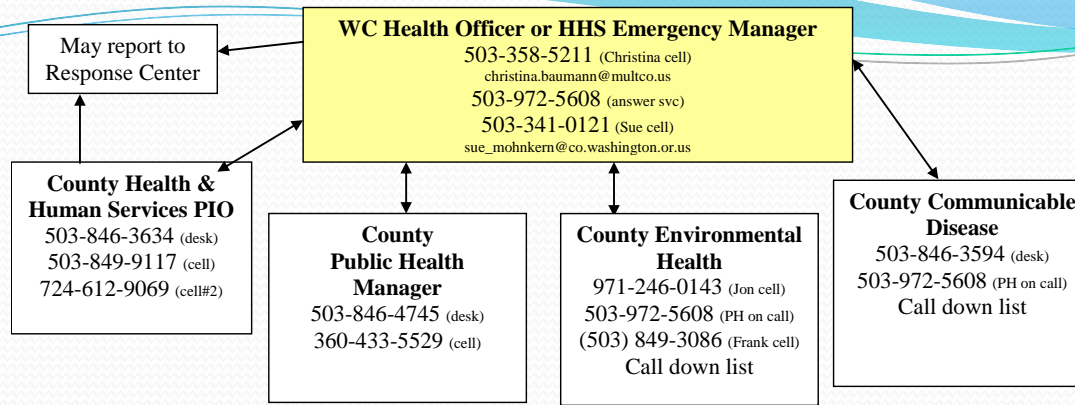 May report to
Response Center
WC Health Officer or HHS Emergency Manager
503-358-5211 (Christina cell)
christina.baumann@multco.us
503-972-5608 (answer svc)
503-341-0121 (Sue cell)
sue_mohnkern@co.washington.or.us
County Health &
Human Services PIO
503-846-3634 (desk)
503-849-9117 (cell)
724-612-9069 (cell#2)
County
Public Health
Manager
503-846-4745 (desk)
360-433-5529 (cell)
County Environmental
Health
971-246-0143 (Jon cell)
503-972-5608 (PH on call)
(503) 849-3086 (Frank cell)
Call down list
County Communicable
Disease
503-846-3594 (desk)
503-972-5608 (PH on call)
Call down list